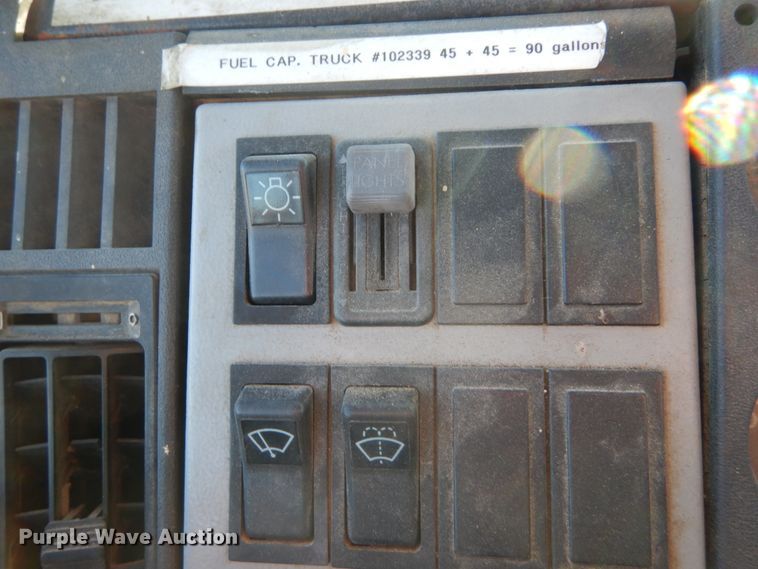 FUEL CAP. TRUCK #102339 45 + 45 = 90 gallons
PANEL
LIGHTS
Purple Wave Auction